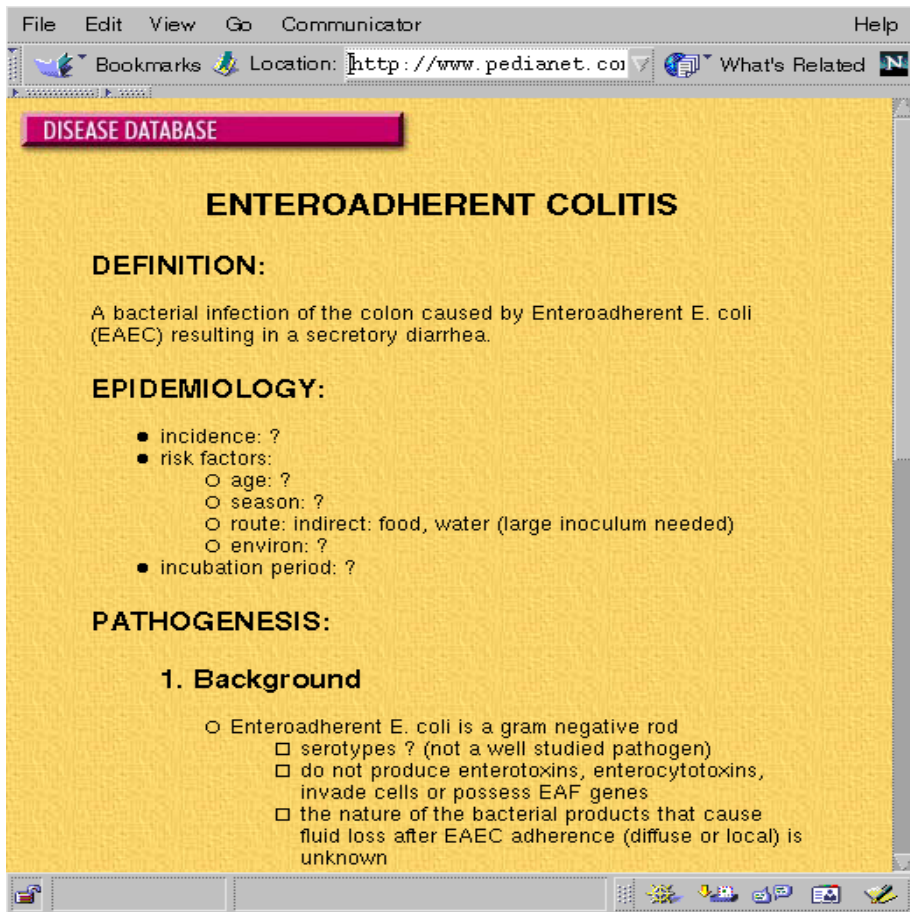 File Edit View Go Communicator Help
Bookmarks Location: http://www.pedianet.co What's Related N
DISEASE DATABASE
ENTEROADHERENT COLITIS
DEFINITION:
A bacterial infection of the colon caused by Enteroadherent E. coli
(EAEC) resulting in a secretory diarrhea.
EPIDEMIOLOGY:
incidence: ?
risk factors:
age: ?
season: ?
route: indirect: food, water (large inoculum needed)
environ: ?
incubation period: ?
PATHOGENESIS:
1. Background
Enteroadherent E. coli is a gram negative rod
serotypes ? (not a well studied pathogen)
do not produce enterotoxins, enterocytotoxins,
invade cells or possess EAF genes
the nature of the bacterial products that cause
fluid loss after EAEC adherence (diffuse or local) is
unknown